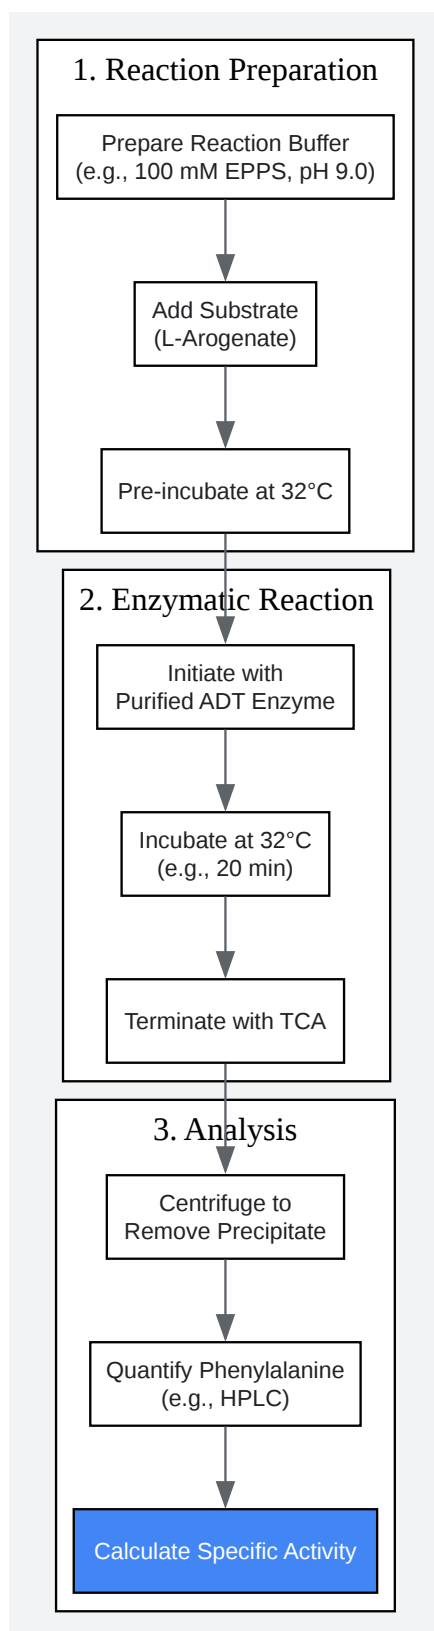 1. Reaction Preparation
Prepare Reaction Buffer
(e.g., 100 mM EPPS, pH 9.0)
Add Substrate
(L-Arogenate)
Pre-incubate at 32°C
2. Enzymatic Reaction
Initiate with
Purified ADT Enzyme
Incubate at 32°C
(e.g., 20 min)
Terminate with TCA
3. Analysis
Centrifuge to
Remove Precipitate
Quantify Phenylalanine
(e.g., HPLC)
Calculate Specific Activity